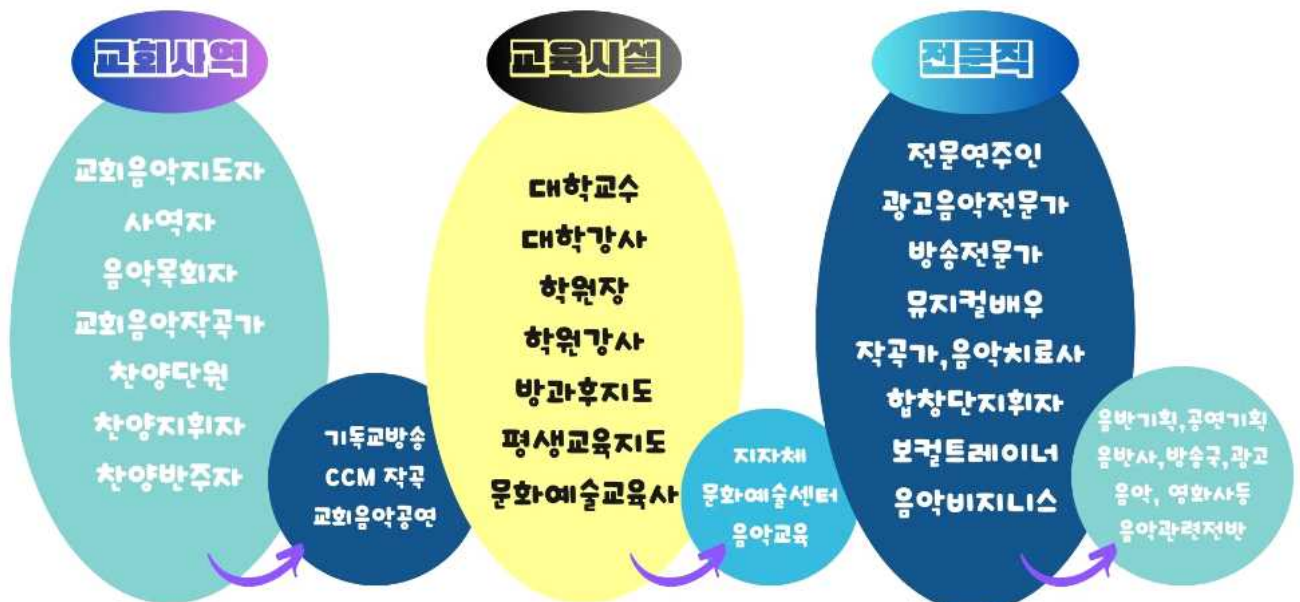 교회사역
교회음악지도자
사역자
음악목회자
교회음악작곡가
찬양단원
찬양지휘자
찬양반주자
기독교방송
CCM 작곡
교회음악공연
교육시설
대학교수
대학강사
학원장
학원강사
방과후지도
평생교육지도
문화예술교육사
지자체
문화예술센터
음악교육
전문직
전문연주인
광고음악전문가
방송전문가
뮤지컬배우
작곡가,음악치료사
합창단지휘자
보컬트레이너
음악비지니스
음반기획,공연기획
음반사,방송국,광고
음악, 영화사등
음악관련전반